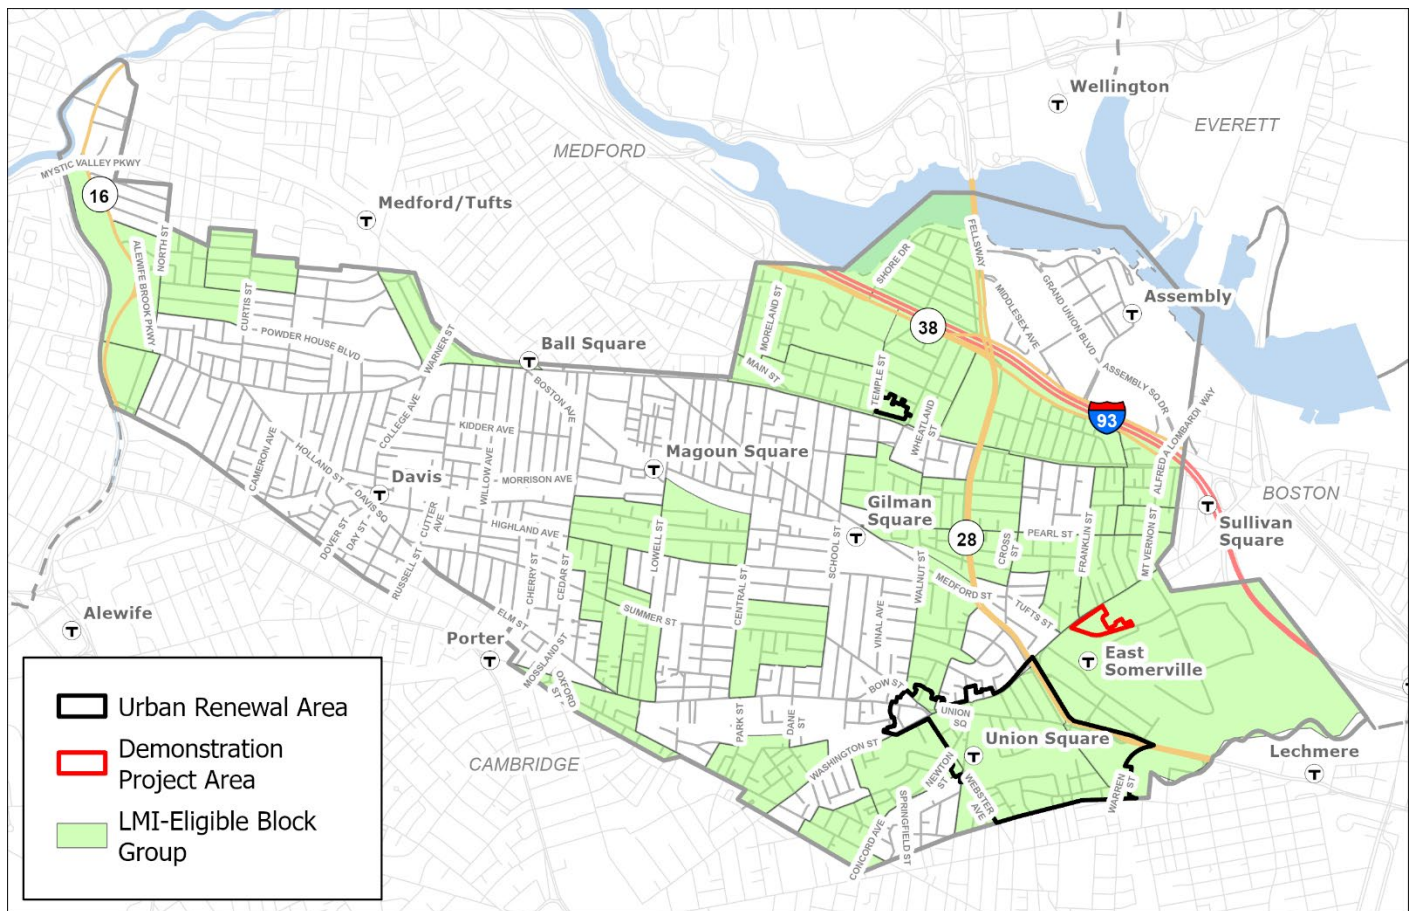 Wellington
EVERETT
MEDFORD
MYSTIC VALLEY PKWY
16
Medford/Tufts
NORTH ST
ALEWIFE BROOK PKWY
CURTIS ST
POWDER HOUSE BLVD
WARNER ST
COLLEGE AVE
Ball Square
BOSTON AVE
MORELAND ST
MAIN ST
SHORE DR
38
FELLSWAY
MIDDLESEX AVE
GRAND UNION BLVD
Assembly
ASSEMBLY SQ DR
ALFRED A LOMBARDI WAY
93
TEMPLE ST
WHEATLAND
ST
KIDDER AVE
CAMERON AVE
HOLLAND ST
Davis
DAVIS SQ
WILLOW AVE
MORRISON AVE
Magoun Square
HIGHLAND AVE
DOVER ST
DAY ST
CUTTER
AVE
RUSSELL ST
CHERRY ST
CEDAR ST
LOWELL ST
CENTRAL ST
SCHOOL ST
Gilman
Square
28
CROSS
ST
PEARL ST
FRANKLIN ST
MT VERNON ST
BOSTON
Sullivan
Square
WALNUT ST
MEDFORD ST
TUFTS ST
VINAL AVE
SUMMER ST
ELM ST
Alewife
Porter
MOSSLAND ST
OXFORD
ST
East
Somerville
BOW ST
UNION
SQ
Union Square
PARK ST
DANE
ST
WASHINGTON ST
NEWTON
ST
WEBSTER
AVE
WARREN
ST
Lechmere
CAMBRIDGE
SPRINGFIELD ST
CONCORD AVE
Urban Renewal Area
Demonstration
Project Area
LMI-Eligible Block
Group